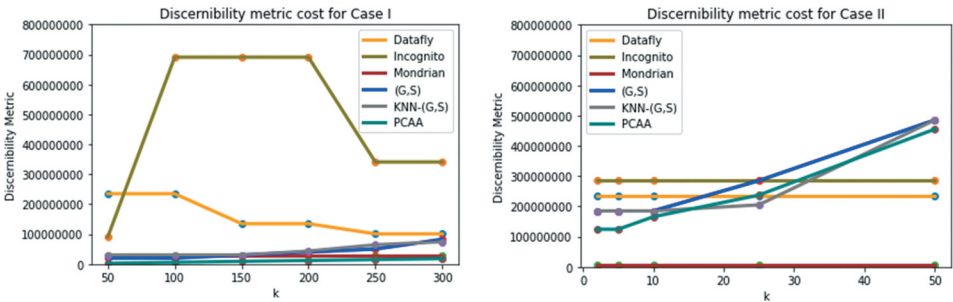 Discernibility metric cost for Case I
800000000
700000000
600000000
500000000
400000000
300000000
200000000
100000000
0
Discernibility Metric
50 100 150 200 250 300
k
Datafly
Incognito
Mondrian
(G,S)
KNN-(G,S)
PCAA
Discernibility metric cost for Case II
800000000
700000000
600000000
500000000
400000000
300000000
200000000
100000000
0
Discernibility Metric
0 10 20 30 40 50
k
Datafly
Incognito
Mondrian
(G,S)
KNN-(G,S)
PCAA